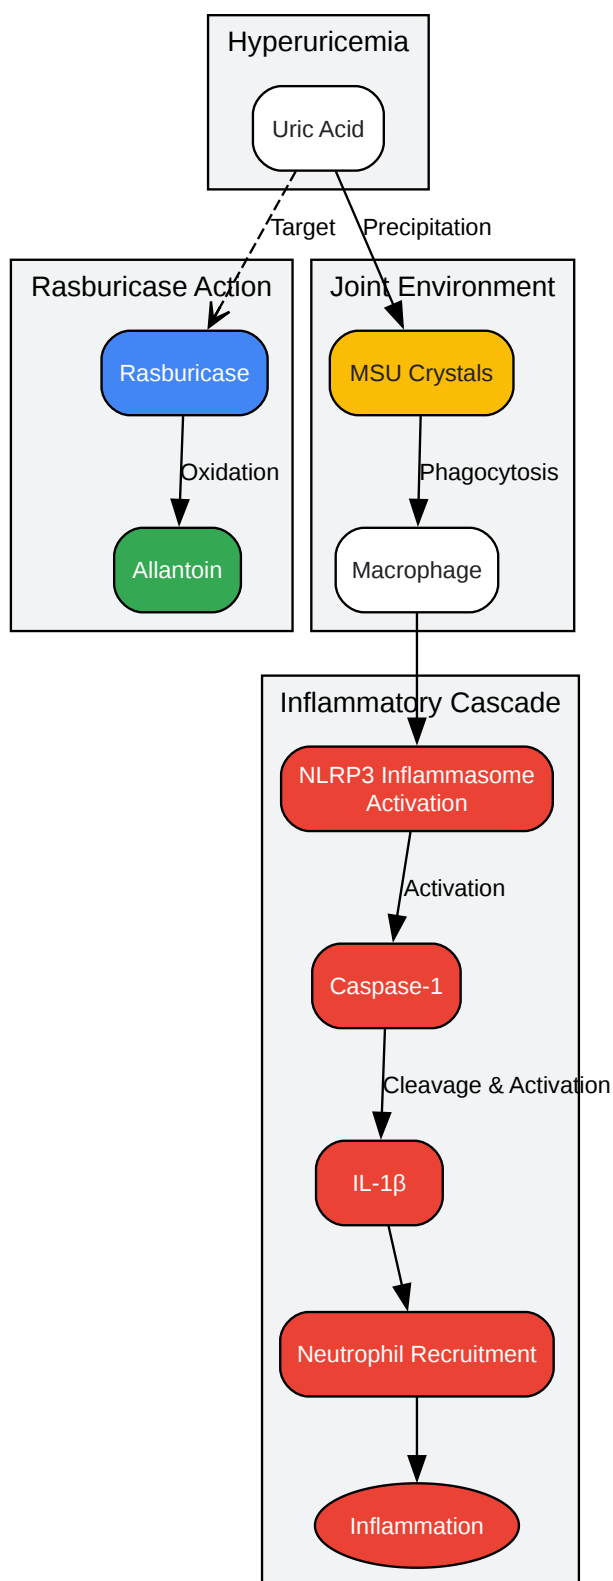 Hyperuricemia
Uric Acid
Target
Precipitation
Rasburicase Action
Joint Environment
Rasburicase
MSU Crystals
Oxidation
Phagocytosis
Allantoin
Macrophage
Inflammatory Cascade
NLRP3 Inflammasome
Activation
Activation
Caspase-1
Cleavage & Activation
IL-1β
Neutrophil Recruitment
Inflammation